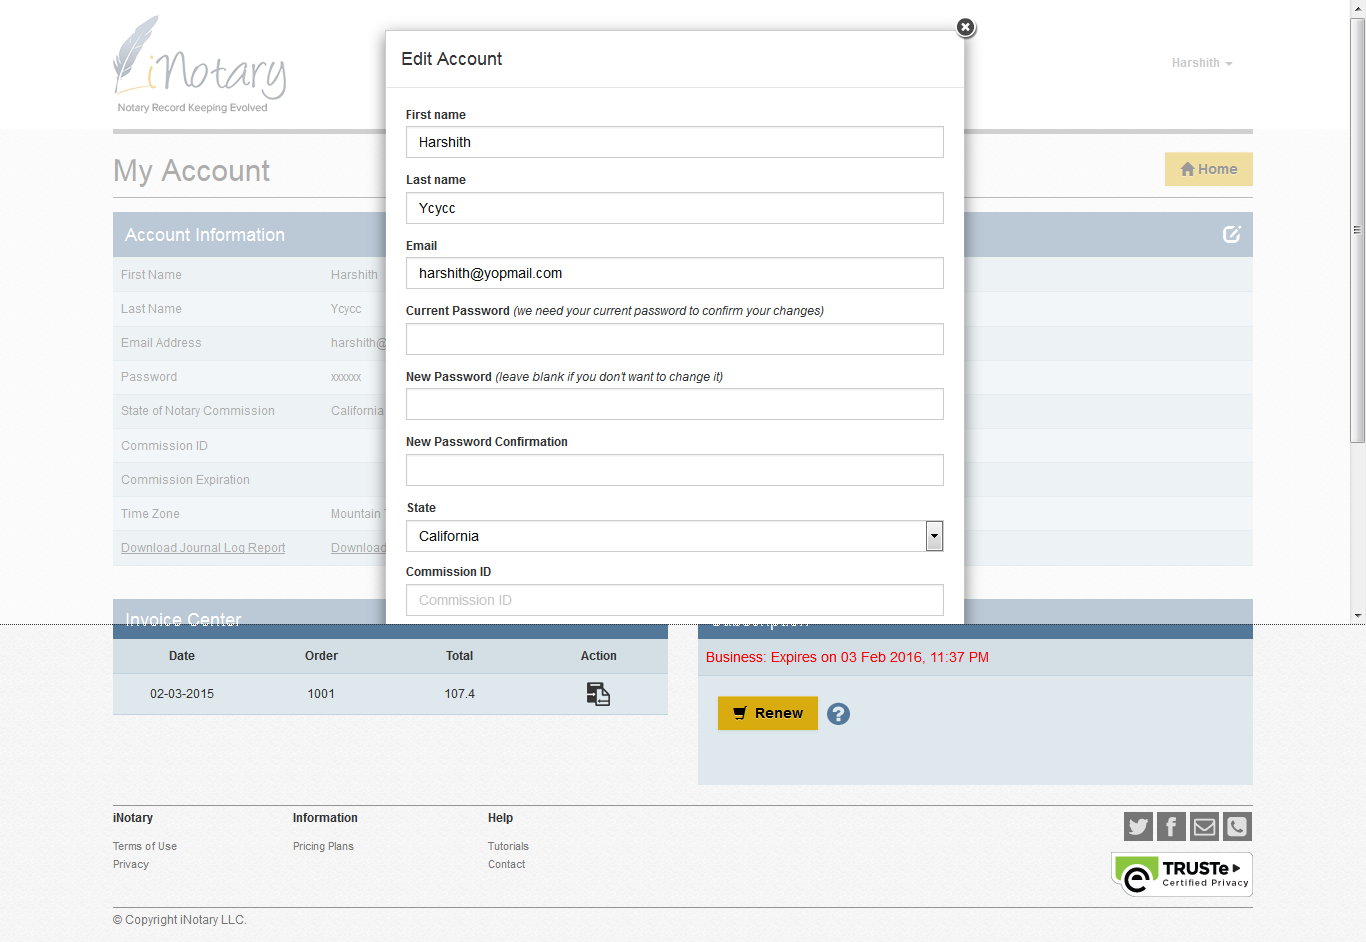 iNotary
Notary Record Keeping Evolved
Harshith
My Account
Home
Edit Account
First name
Harshith
Last name
Ycycc
Email
harshith@yopmail.com
Current Password (we need your current password to confirm your changes)
New Password (leave blank if you don't want to change it)
New Password Confirmation
State
California
Commission ID
Commission ID
Account Information
First Name Harshith
Last Name Ycycc
Email Address harshith@
Password xxxxxx
State of Notary Commission California
Commission ID
Commission Expiration
Time Zone Mountain
Download Journal Log Report Download
Invoice Center
Date Order Total Action
02-03-2015 1001 107.4
Subscription
Business: Expires on 03 Feb 2016, 11:37 PM
Renew
iNotary Information Help
Terms of Use Pricing Plans Tutorials
Privacy Contact
TRUSTe
Certified Privacy
© Copyright iNotary LLC.